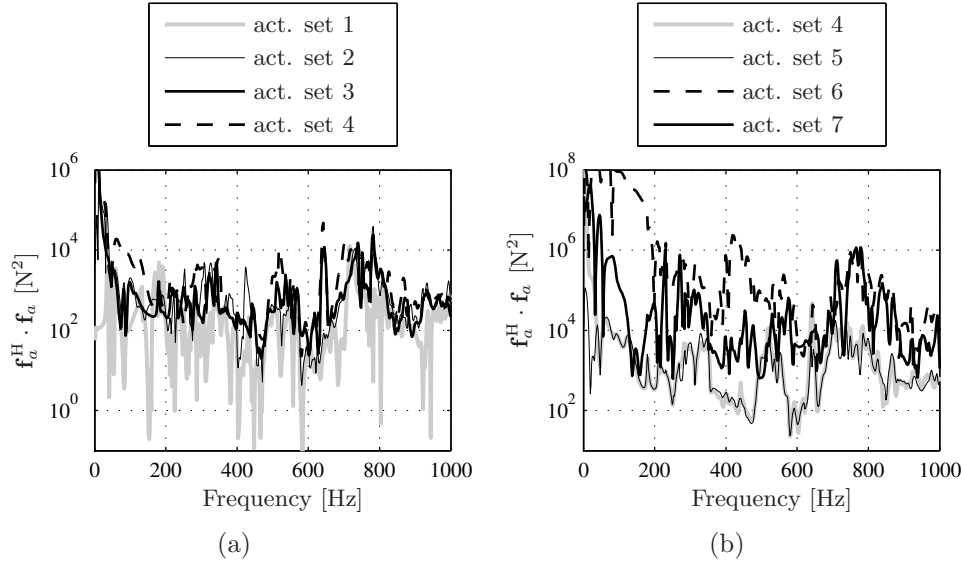 act. set 1
act. set 2
act. set 3
act. set 4
10^6
10^4
10^2
10^0
f_a^H · f_a [N^2]
0 200 400 600 800 1000
Frequency [Hz]
(a)
act. set 4
act. set 5
act. set 6
act. set 7
10^8
10^6
10^4
10^2
f_a^H · f_a [N^2]
0 200 400 600 800 1000
Frequency [Hz]
(b)